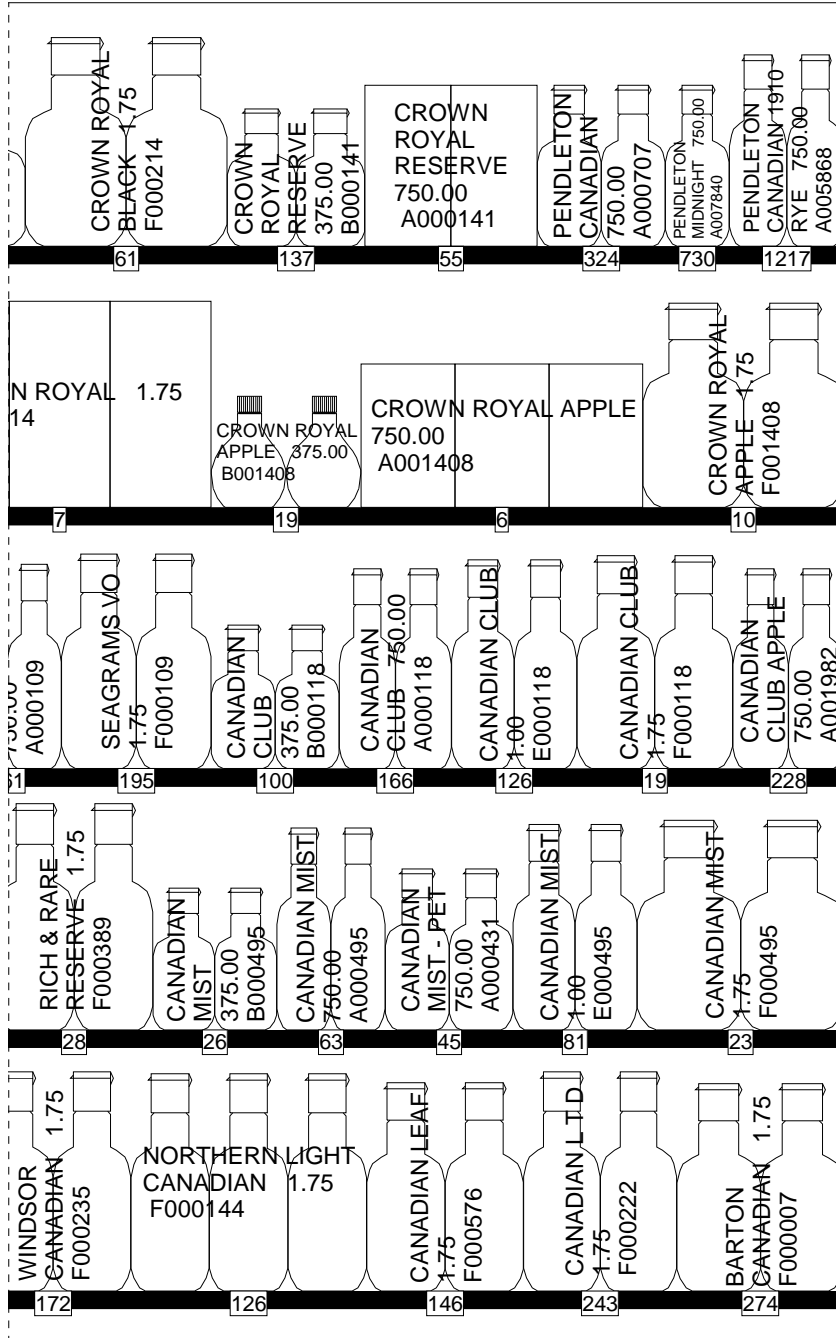 CROWN ROYAL
BLACK 1.75
F000214
CROWN
ROYAL
RESERVE
375.00
B000141
CROWN
ROYAL
RESERVE
750.00
A000141
PENDLETON
CANADIAN
750.00
A000707
PENDLETON
MIDNIGHT 750.00
A007840
PENDLETON
CANADIAN 1910
RYE 750.00
A005868
61
137
55
324
730
1217
N ROYAL 1.75
14
CROWN ROYAL
APPLE 375.00
B001408
CROWN ROYAL APPLE
750.00
A001408
CROWN ROYAL
APPLE 1.75
F001408
7
19
6
10
750.00
A000109
SEAGRAMS VO
1.75
F000109
CANADIAN
CLUB
375.00
B000118
CANADIAN
CLUB 750.00
A000118
CANADIAN CLUB
1.00
E000118
CANADIAN CLUB
1.75
F000118
CANADIAN
CLUB APPLE
750.00
A001982
51
195
100
166
126
19
228
RICH & RARE
RESERVE 1.75
F000389
CANADIAN
MIST
375.00
B000495
CANADIAN MIST
750.00
A000495
CANADIAN
MIST - PET
750.00
A000431
CANADIAN MIST
1.00
E000495
CANADIAN MIST
1.75
F000495
28
26
63
45
81
23
WINDSOR
CANADIAN 1.75
F000235
NORTHERN LIGHT
CANADIAN 1.75
F000144
CANADIAN LEAF
1.75
F000576
CANADIAN L T D
1.75
F000222
BARTON
CANADIAN 1.75
F000007
172
126
146
243
274